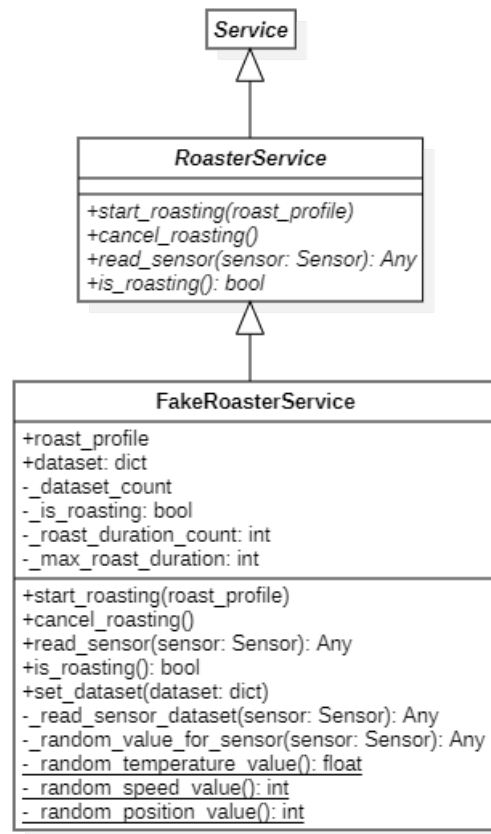 Service
RoasterService
+start_roasting(roast_profile)
+cancel_roasting()
+read_sensor(sensor: Sensor): Any
+is_roasting(): bool
FakeRoasterService
+roast_profile
+dataset: dict
-_dataset_count
-_is_roasting: bool
-_roast_duration_count: int
-_max_roast_duration: int
+start_roasting(roast_profile)
+cancel_roasting()
+read_sensor(sensor: Sensor): Any
+is_roasting(): bool
+set_dataset(dataset: dict)
-_read_sensor_dataset(sensor: Sensor): Any
-_random_value_for_sensor(sensor: Sensor): Any
-_random_temperature_value(): float
-_random_speed_value(): int
-_random_position_value(): int